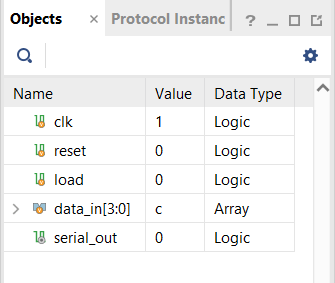 Objects × Protocol Instanc ?
Name Value Data Type
clk 1 Logic
reset 0 Logic
load 0 Logic
data_in[3:0] c Array
serial_out 0 Logic